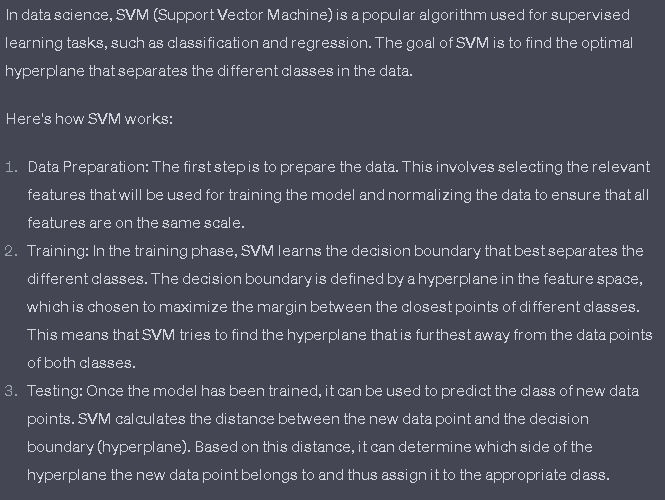 In data science, SVM (Support Vector Machine) is a popular algorithm used for supervised
learning tasks, such as classification and regression. The goal of SVM is to find the optimal
hyperplane that separates the different classes in the data.
Here's how SVM works:
1. Data Preparation: The first step is to prepare the data. This involves selecting the relevant
features that will be used for training the model and normalizing the data to ensure that all
features are on the same scale.
2. Training: In the training phase, SVM learns the decision boundary that best separates the
different classes. The decision boundary is defined by a hyperplane in the feature space,
which is chosen to maximize the margin between the closest points of different classes.
This means that SVM tries to find the hyperplane that is furthest away from the data points
of both classes.
3. Testing: Once the model has been trained, it can be used to predict the class of new data
points. SVM calculates the distance between the new data point and the decision
boundary (hyperplane). Based on this distance, it can determine which side of the
hyperplane the new data point belongs to and thus assign it to the appropriate class.